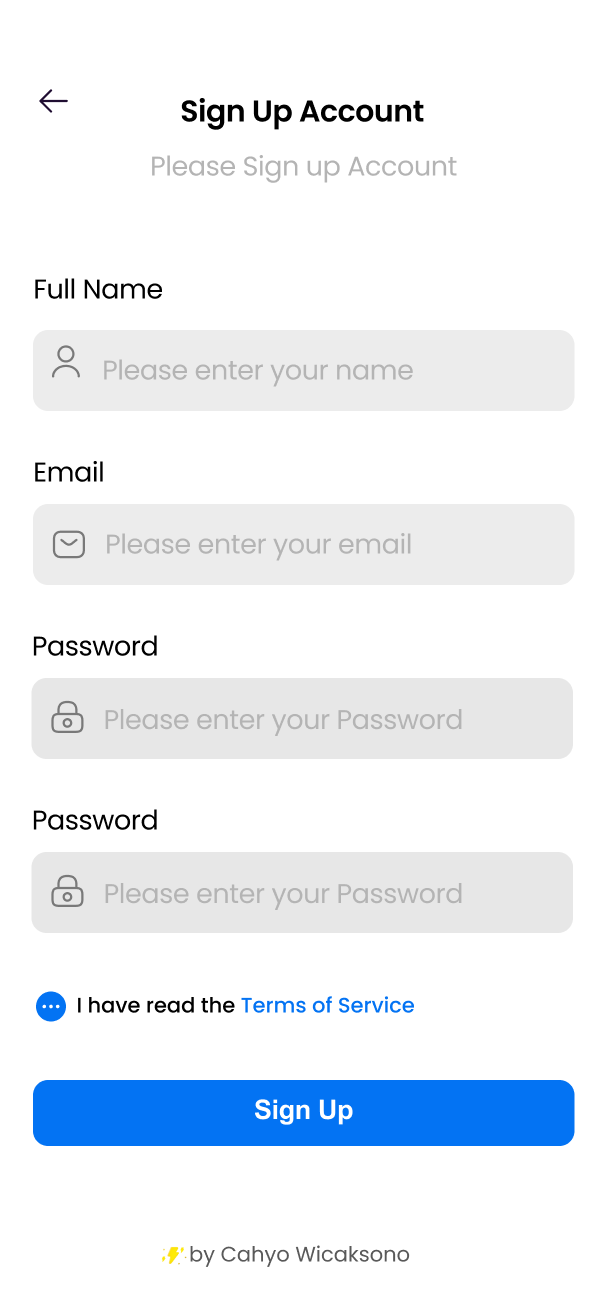 Sign Up Account
Please Sign up Account
Full Name
Please enter your name
Email
Please enter your email
Password
Please enter your Password
Password
Please enter your Password
I have read the Terms of Service
Sign Up
by Cahyo Wicaksono